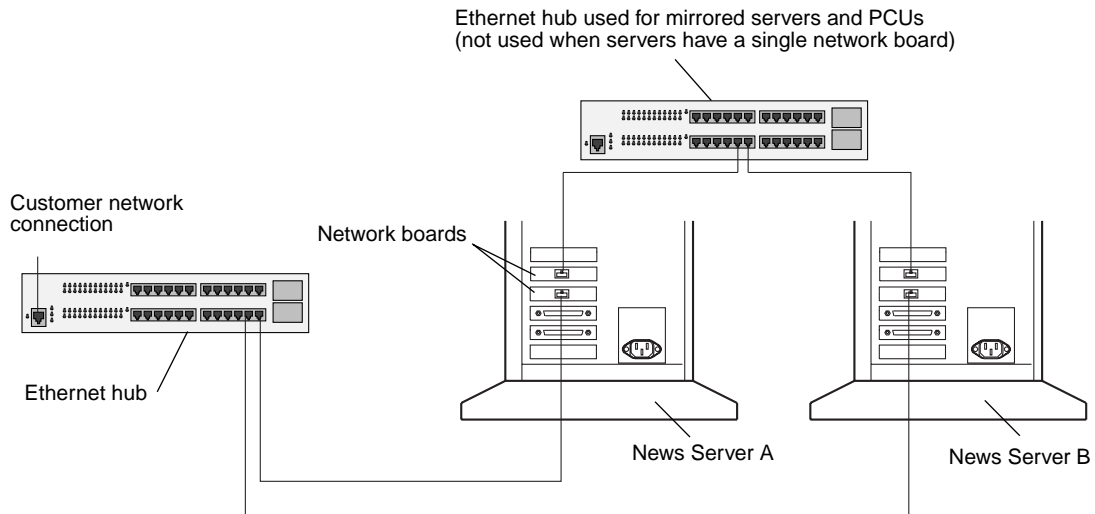 Ethernet hub used for mirrored servers and PCUs
(not used when servers have a single network board)
Customer network
connection
Network boards
Ethernet hub
News Server A
News Server B